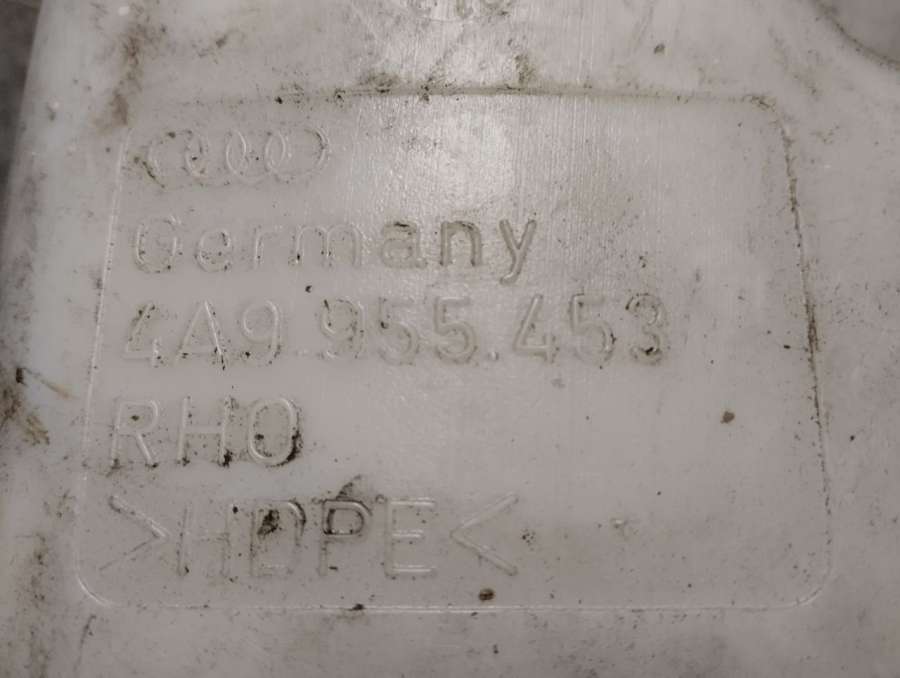 Germany
4A9.955.453
RHO
>HDPE<